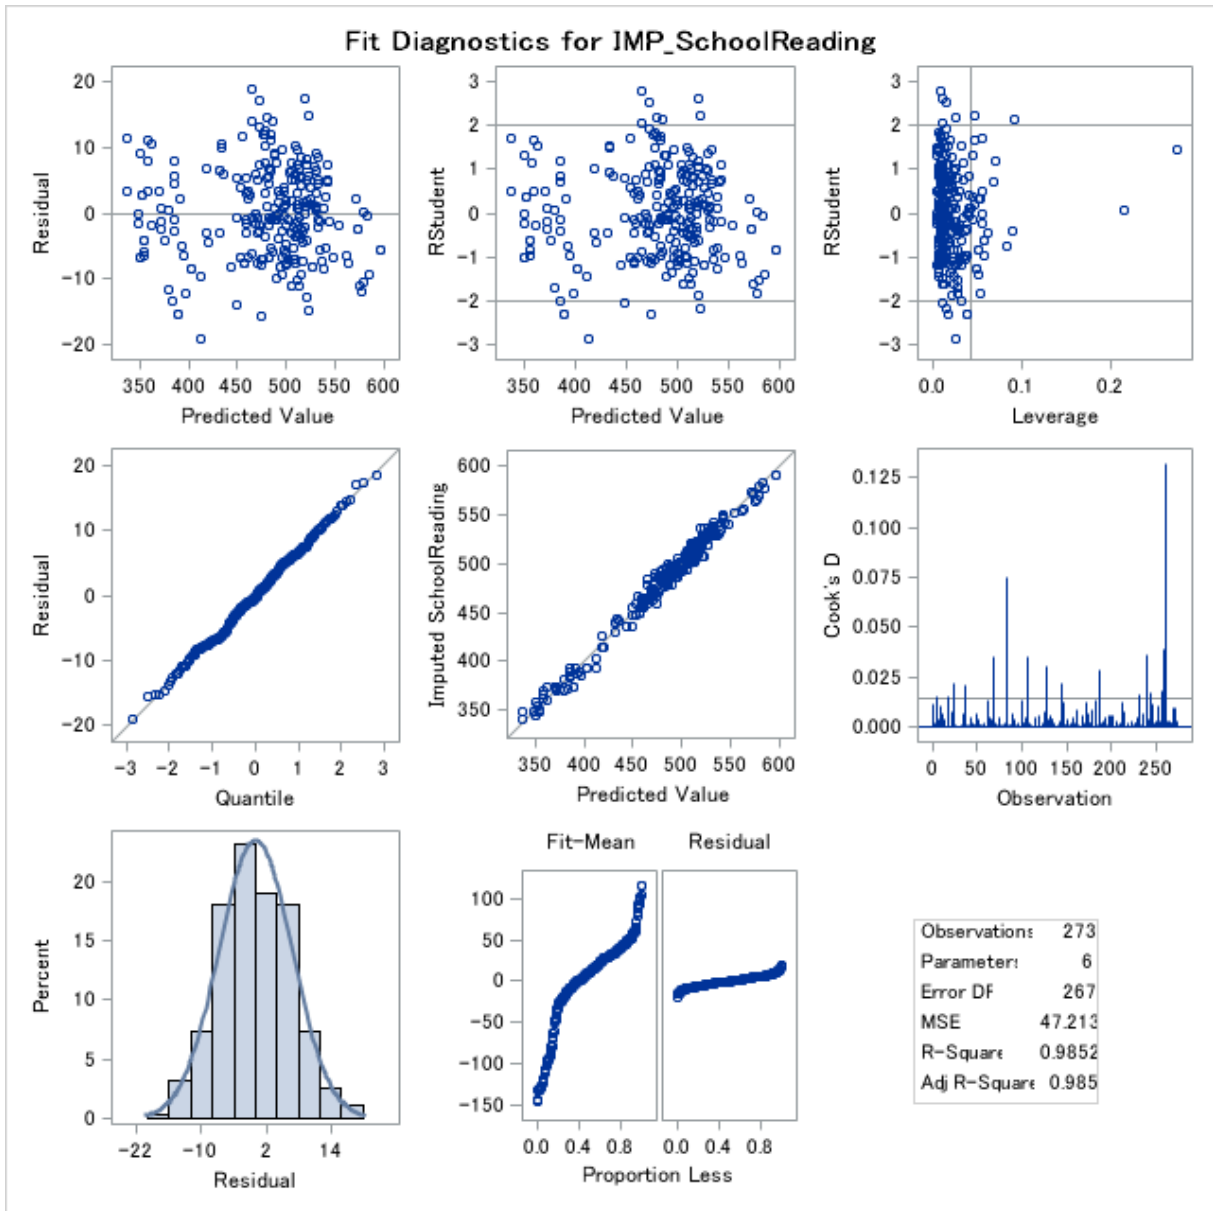 Fit Diagnostics for IMP_SchoolReading
20
10
0
-10
-20
Residual
350 400 450 500 550 600
Predicted Value
3
2
1
0
-1
-2
-3
RStudent
350 400 450 500 550 600
Predicted Value
3
2
1
0
-1
-2
-3
RStudent
0.0 0.1 0.2
Leverage
20
10
0
-10
-20
Residual
-3 -2 -1 0 1 2 3
Quantile
600
550
500
450
400
350
Imputed SchoolReading
350 400 450 500 550 600
Predicted Value
0.125
0.100
0.075
0.050
0.025
0.000
Cook's D
0 50 100 150 200 250
Observation
20
15
10
5
0
Percent
-22 -10 2 14
Residual
Fit-Mean Residual
100
50
0
-50
-100
-150
0.0 0.4 0.8 0.0 0.4 0.8
Proportion Less
Observations 273
Parameters 6
Error DF 267
MSE 47.213
R-Square 0.9852
Adj R-Square 0.985